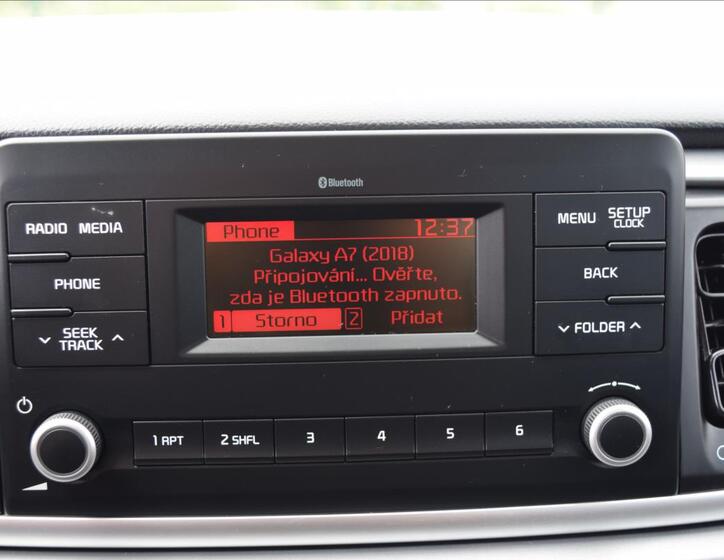 Bluetooth
RADIO MEDIA
PHONE
SEEK
TRACK
Phone 12:37
Galaxy A7 (2018)
Připojování... Ověřte,
zda je Bluetooth zapnuto.
1 Storno 2 Přidat
MENU SETUP
CLOCK
BACK
FOLDER
1 RPT 2 SHFL 3 4 5 6